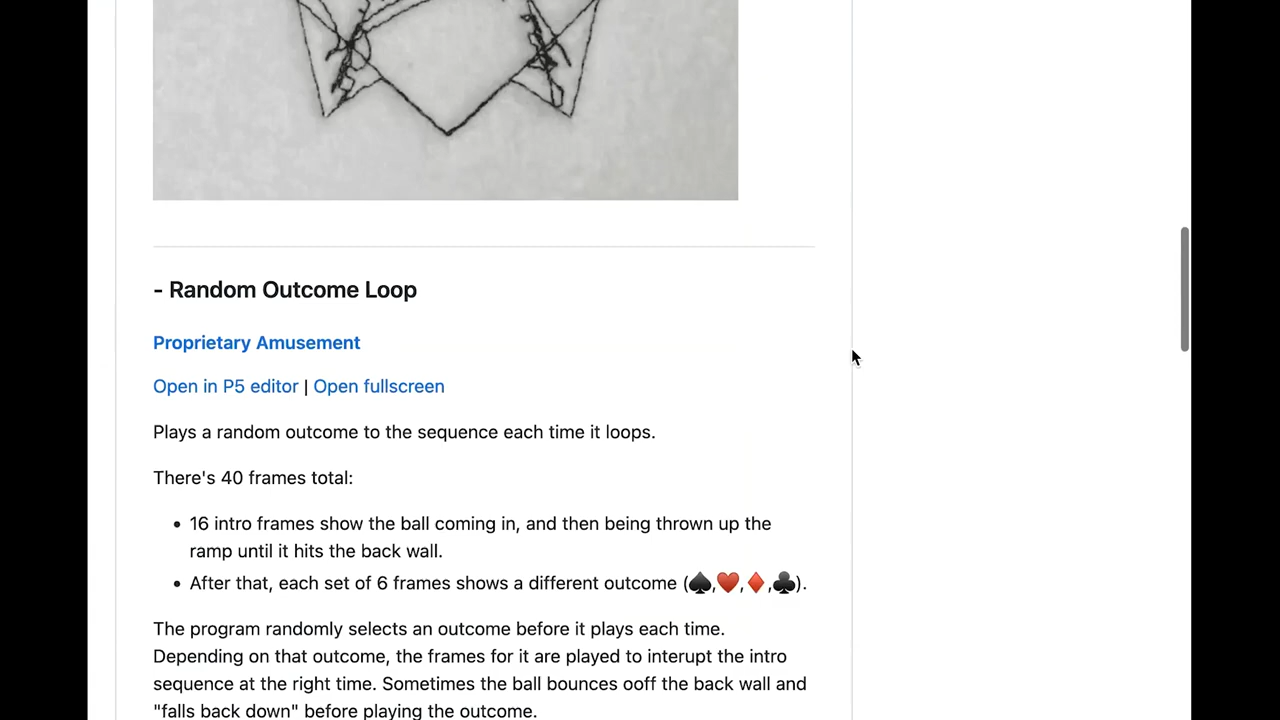 - Random Outcome Loop
Proprietary Amusement
Open in P5 editor | Open fullscreen
Plays a random outcome to the sequence each time it loops.
There's 40 frames total:
• 16 intro frames show the ball coming in, and then being thrown up the
ramp until it hits the back wall.
• After that, each set of 6 frames shows a different outcome (♠️,♥️,♦️,♣️).
The program randomly selects an outcome before it plays each time.
Depending on that outcome, the frames for it are played to interupt the intro
sequence at the right time. Sometimes the ball bounces ooff the back wall and
"falls back down" before playing the outcome.